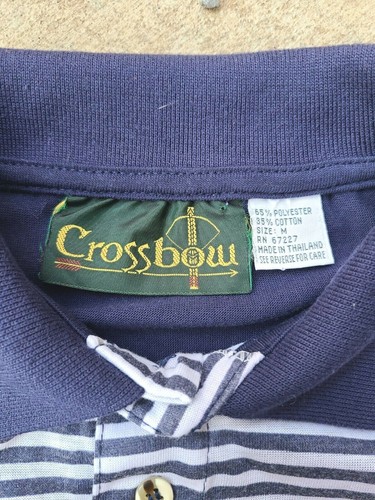 Crossbow
65% POLYESTER
35% COTTON
SIZE: M
RN 67227
MADE IN THAILAND
SEE REVERSE FOR CARE